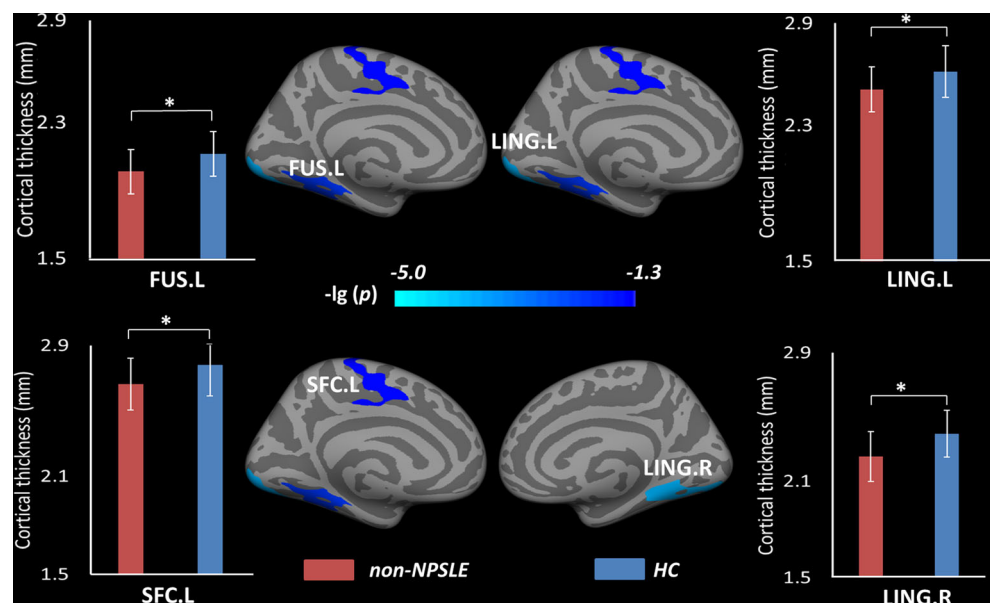 2.9
2.3
1.5
Cortical thickness (mm)
*
FUS.L
FUS.L
LING.L
2.9
2.3
1.5
Cortical thickness (mm)
*
LING.L
-5.0
-1.3
-lg (p)
2.9
2.1
1.5
Cortical thickness (mm)
*
SFC.L
SFC.L
LING.R
2.9
2.1
1.5
Cortical thickness (mm)
*
LING.R
non-NPSLE
HC